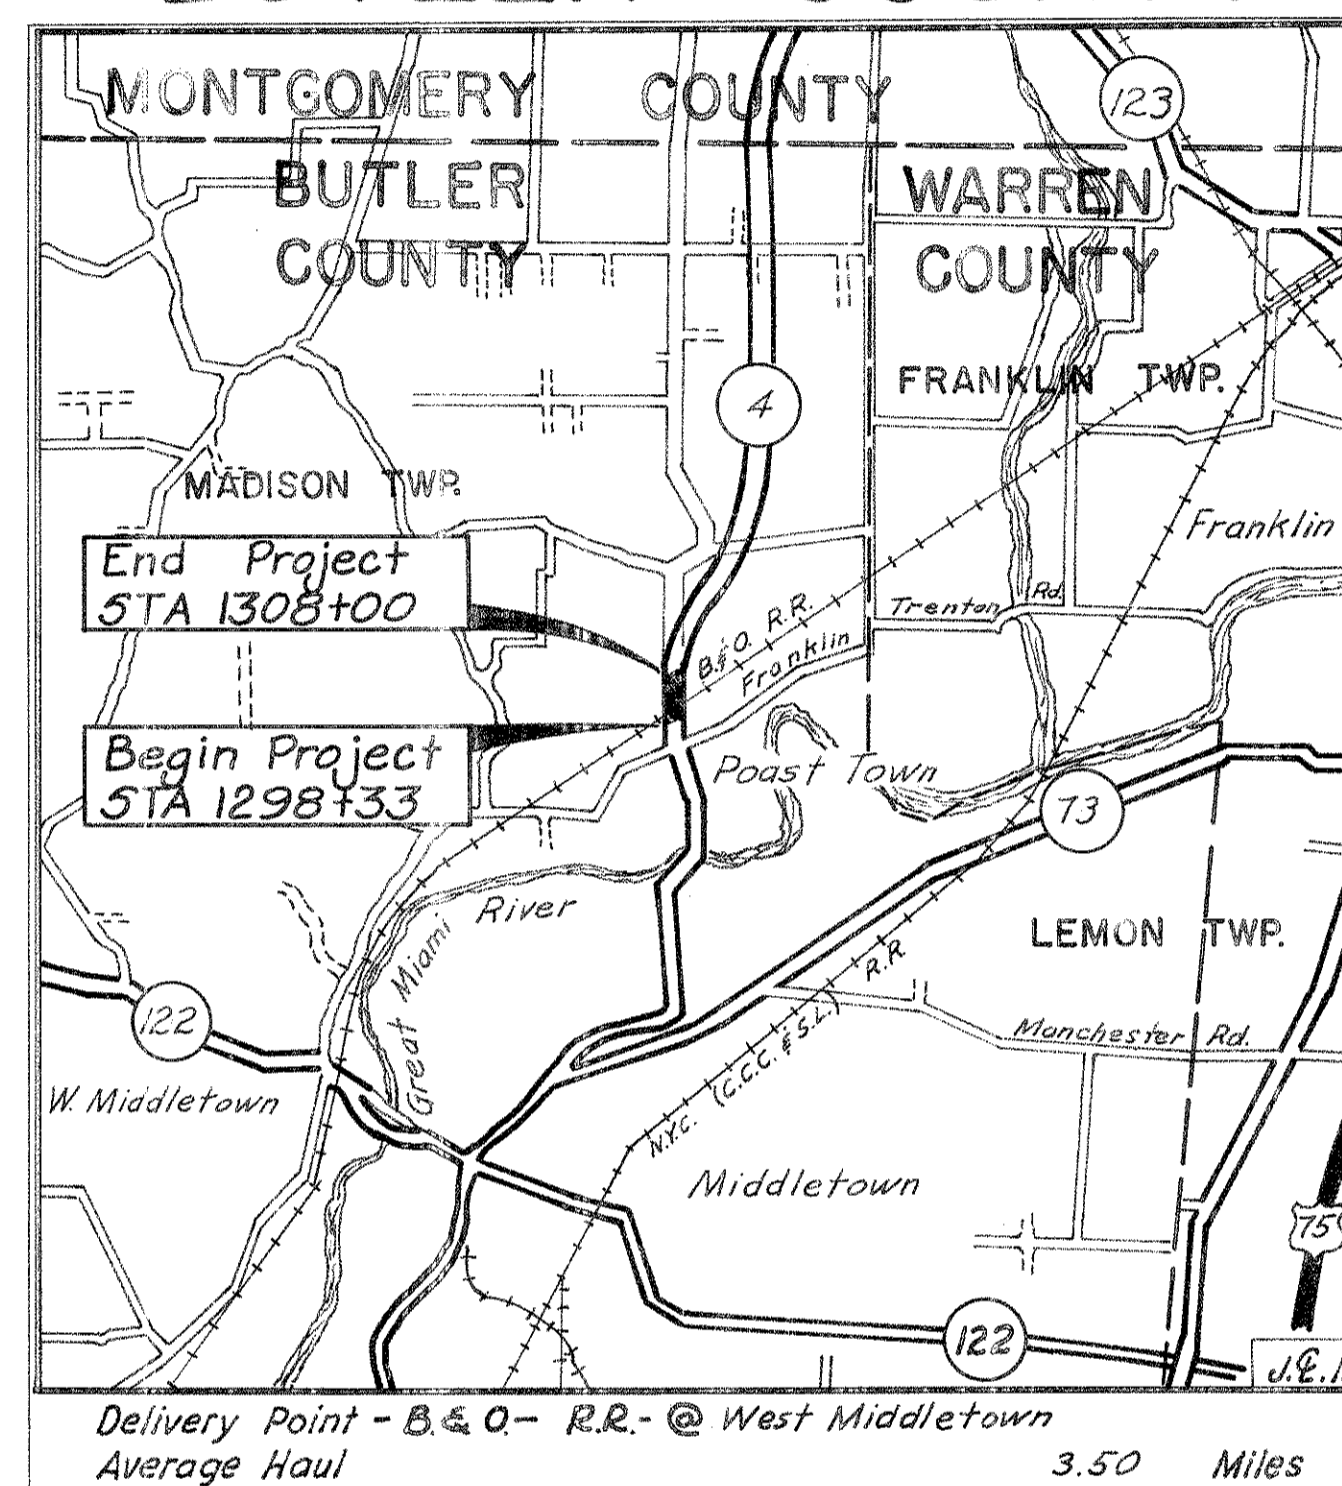 MONTGOMERY COUNTY
123
BUTLER
COUNTY
WARREN
COUNTY
4
FRANKLIN TWP.
MADISON TWP.
Franklin
End Project
STA 1308+00
B.&O. R.R.
Franklin
Trenton Rd.
Begin Project
STA 1298+33
Poast Town
73
River
Great Miami
LEMON TWP.
122
W. Middletown
N.Y.C. (C.C.C. & S.L.) R.R
Manchester Rd.
Middletown
75
122
Delivery Point - B. & O. - R.R. - @ West Middletown
Average Haul 3.50 Miles